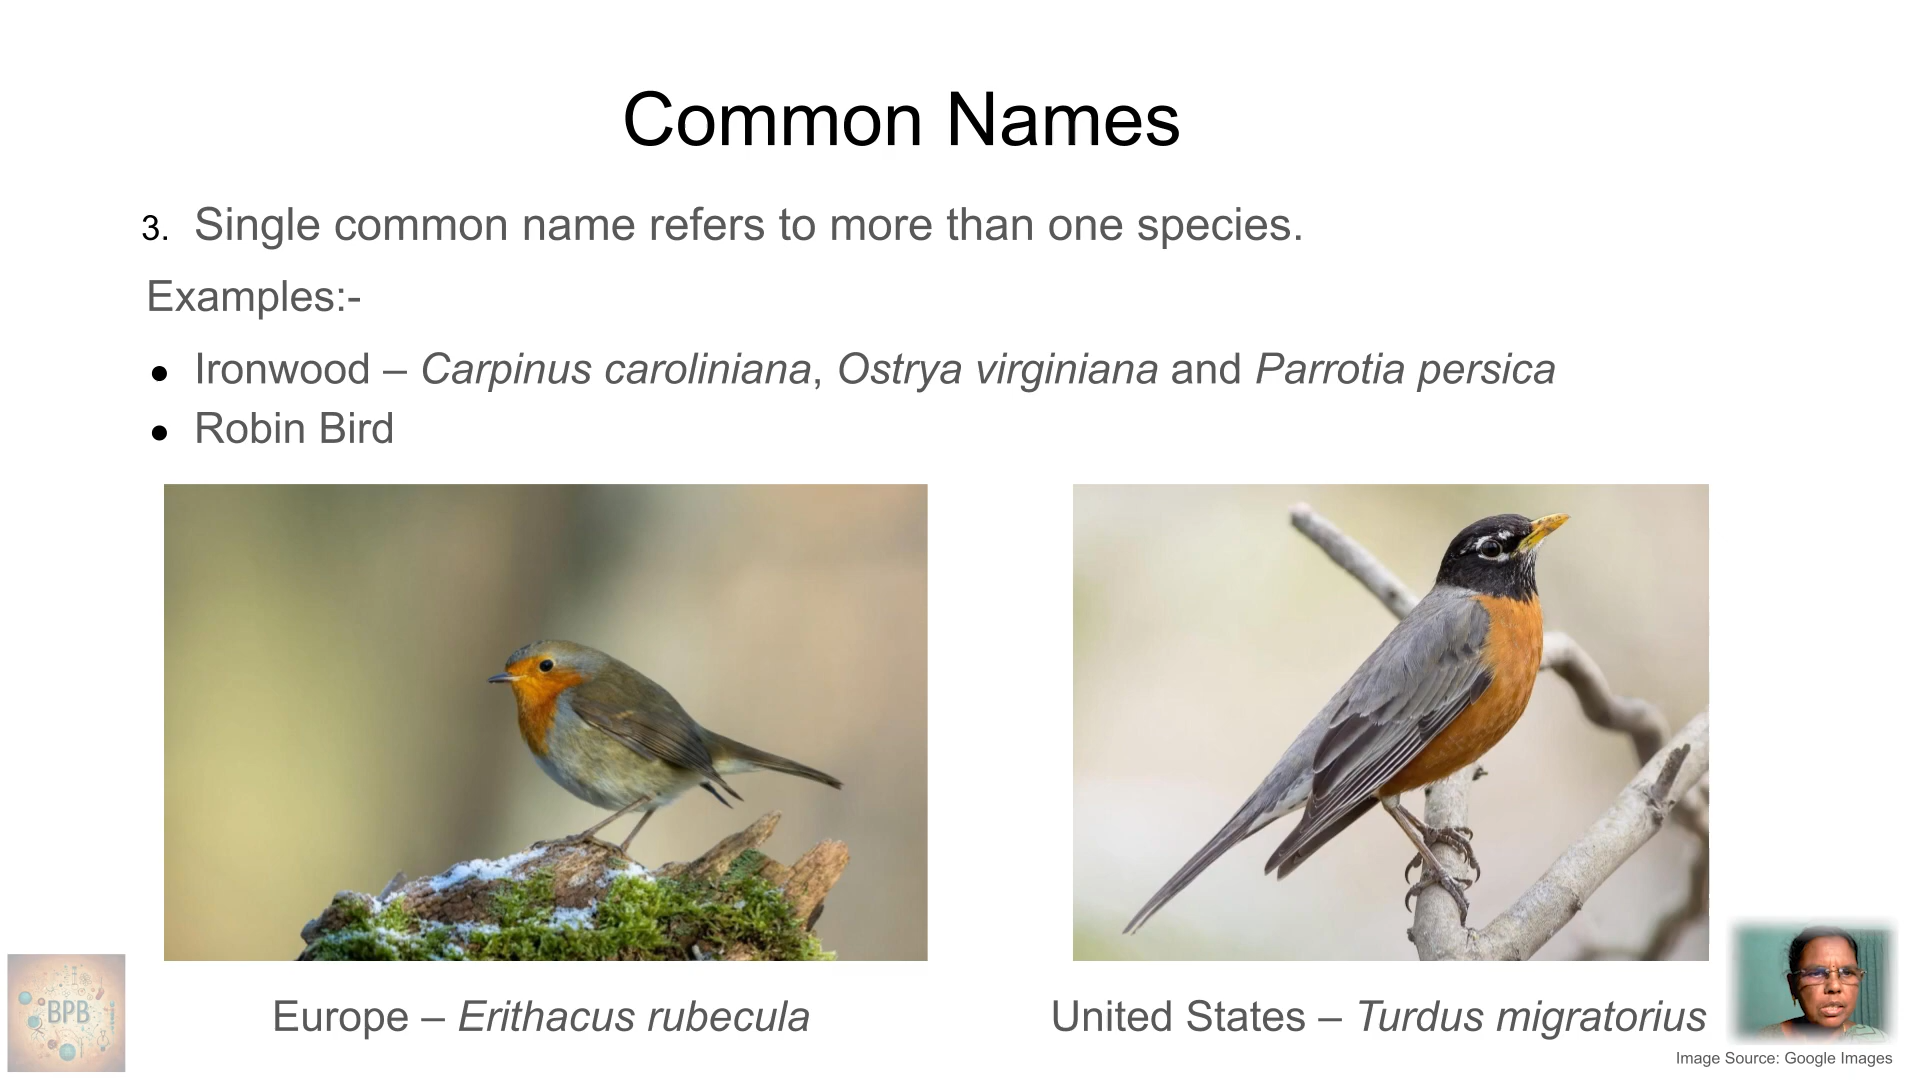 Common Names
3. Single common name refers to more than one species.
Examples:-
● Ironwood – Carpinus caroliniana, Ostrya virginiana and Parrotia persica
● Robin Bird
Europe – Erithacus rubecula
United States – Turdus migratorius
BPB
Image Source: Google Images